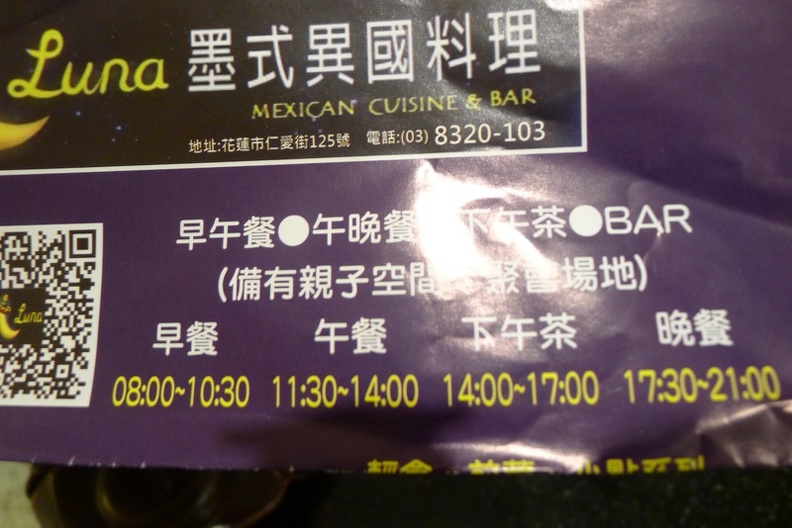 Luna 墨式異國料理
MEXICAN CUISINE & BAR
地址:花蓮市仁愛街125號 電話:(03) 8320-103
早午餐●午晚餐 下午茶●BAR
(備有親子空間 聚會場地)
Luna
早餐 午餐 下午茶 晚餐
08:00~10:30 11:30~14:00 14:00~17:00 17:30~21:00